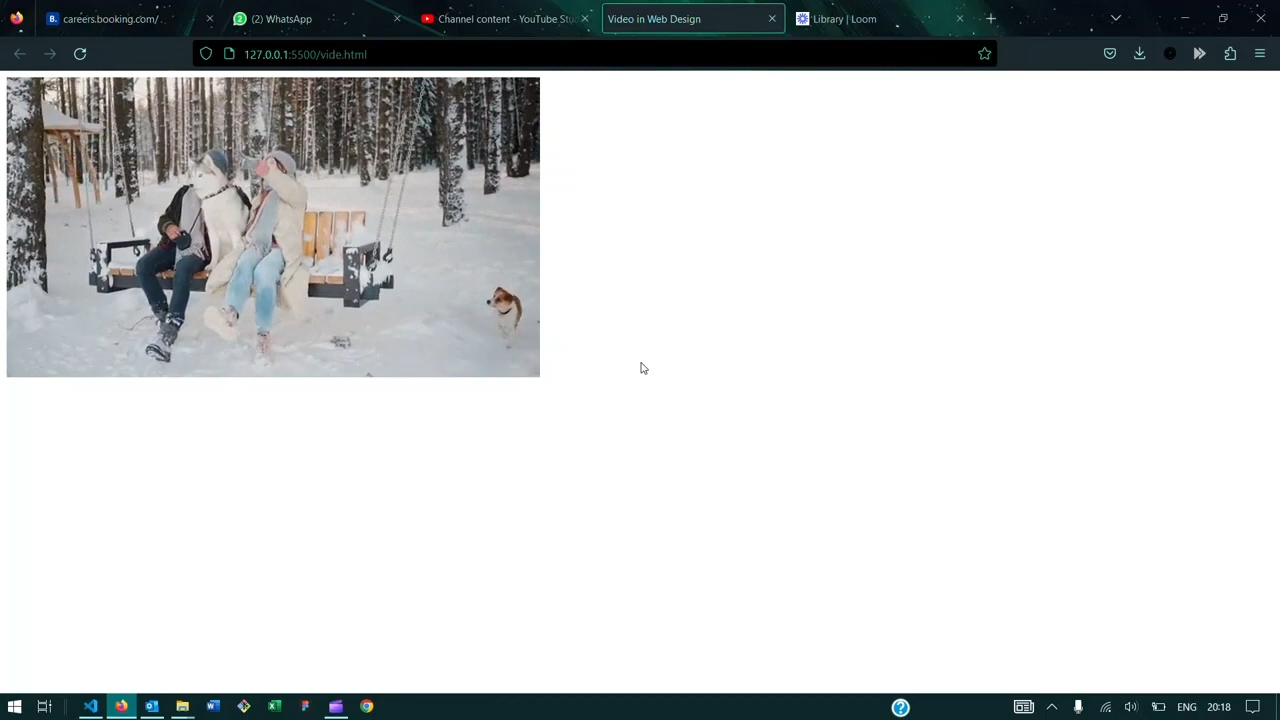 B. careers.booking.com/
2 (2) WhatsApp
Channel content - YouTube Stu
Video in Web Design
Library | Loom
127.0.0.1:5500/vide.html
ENG 20:18